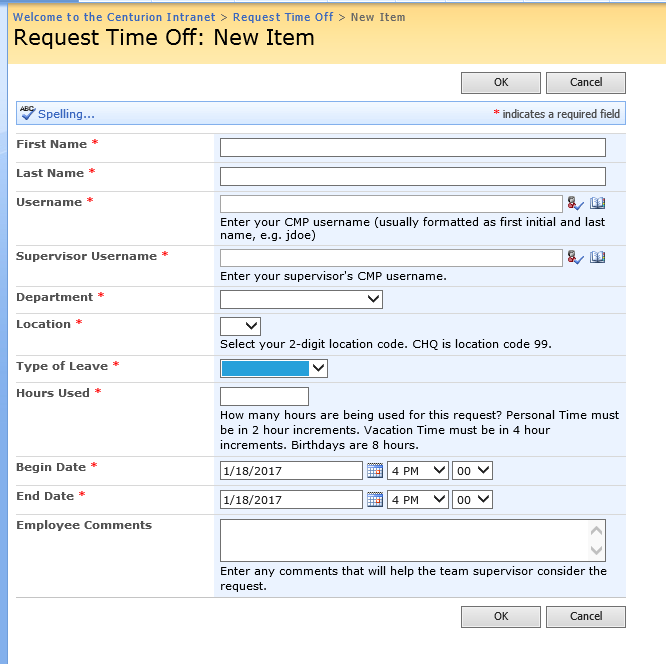 Welcome to the Centurion Intranet > Request Time Off > New Item
Request Time Off: New Item
OK Cancel
ABC Spelling... * indicates a required field
First Name *
Last Name *
Username *
Enter your CMP username (usually formatted as first initial and last
name, e.g. jdoe)
Supervisor Username *
Enter your supervisor's CMP username.
Department *
Location *
Select your 2-digit location code. CHQ is location code 99.
Type of Leave *
Hours Used *
How many hours are being used for this request? Personal Time must
be in 2 hour increments. Vacation Time must be in 4 hour
increments. Birthdays are 8 hours.
Begin Date * 1/18/2017 4 PM 00
End Date * 1/18/2017 4 PM 00
Employee Comments
Enter any comments that will help the team supervisor consider the
request.
OK Cancel